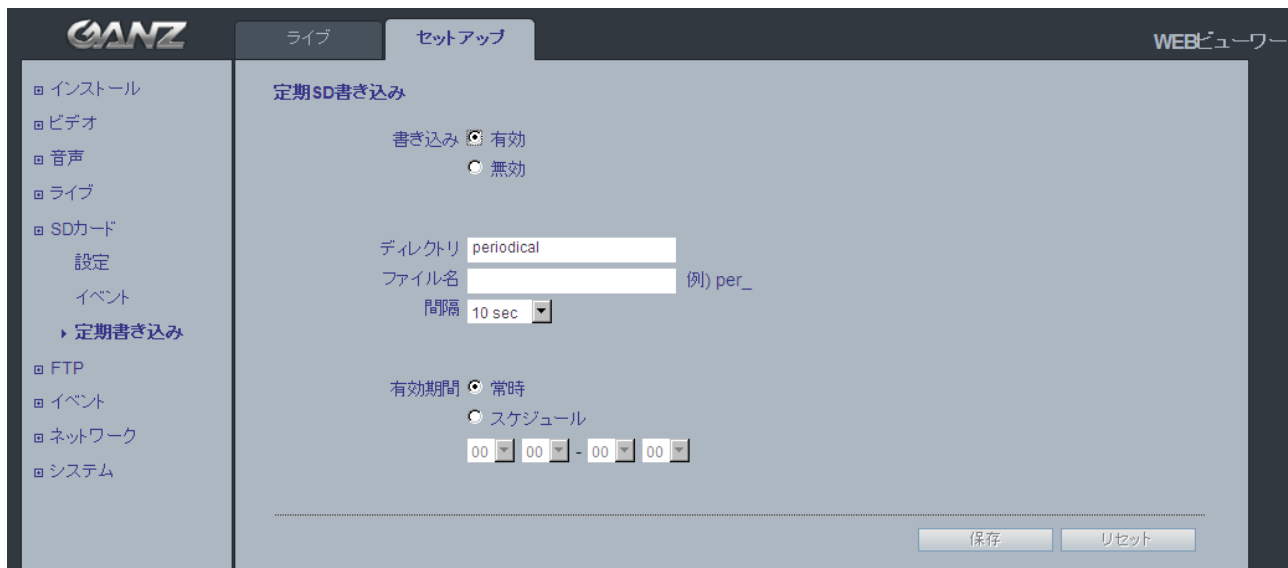 GANZ
ライブ
セットアップ
WEBビューワー
インストール
ビデオ
音声
ライブ
SDカード
設定
イベント
定期書き込み
FTP
イベント
ネットワーク
システム
定期SD書き込み
書き込み 有効
無効
ディレクトリ periodical
ファイル名 例) per_
間隔 10 sec
有効期間 常時
スケジュール
00 00 - 00 00
保存 リセット